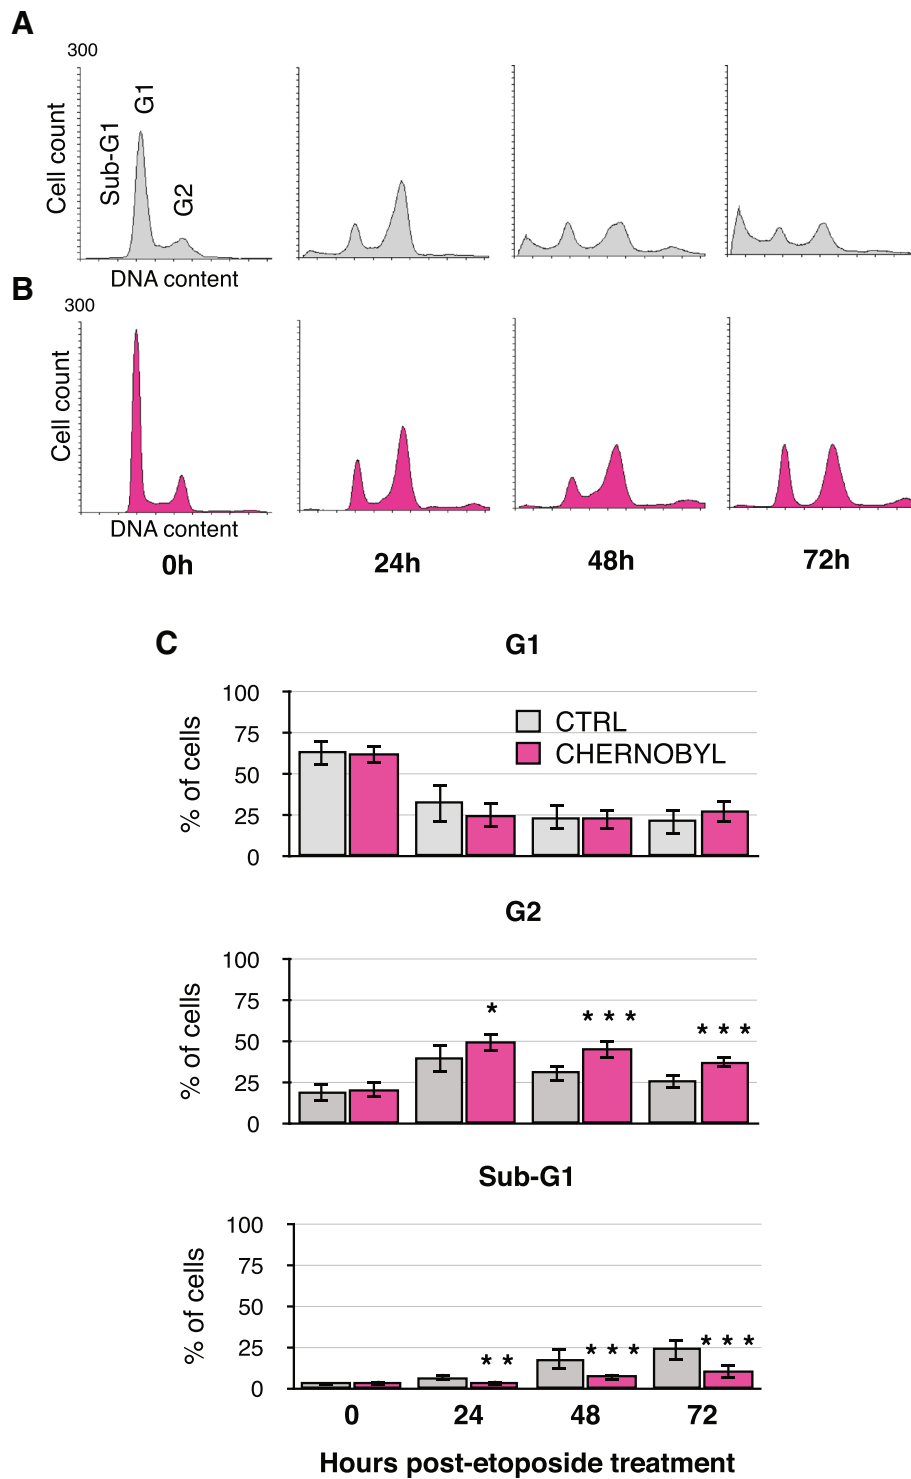 A
300
Cell count
Sub-G1
G1
G2
DNA content
B
300
Cell count
DNA content
0h
24h
48h
72h
C
G1
% of cells
100
75
50
25
0
CTRL
CHERNOBYL
G2
% of cells
100
75
50
25
0
*
* * *
* * *
Sub-G1
% of cells
100
75
50
25
0
* *
* * *
* * *
0
24
48
72
Hours post-etoposide treatment